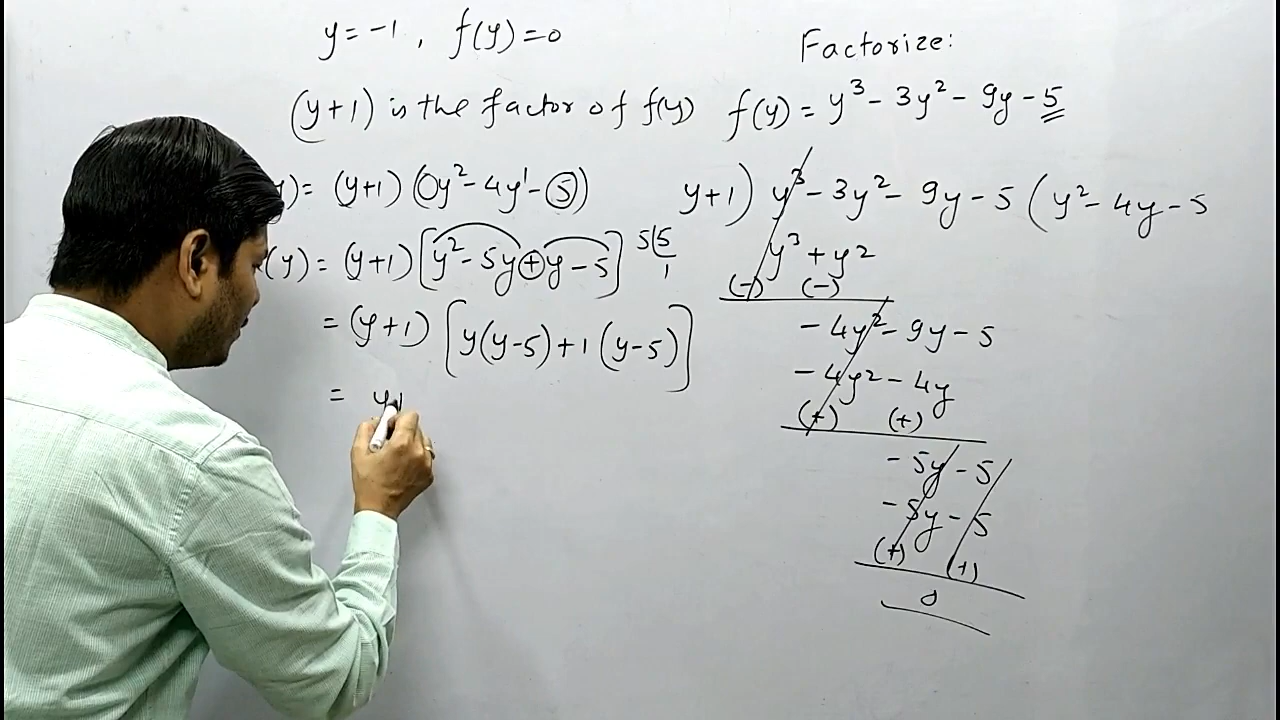 y = -1 , f(y) = 0
(y+1) is the factor of f(y)
y) = (y+1) (y² - 4y¹ - 5)
(y) = (y+1) [y² - 5y + y - 5] 5|5
1
= (y+1) [y(y-5) + 1(y-5)]
= y
Factorize:
f(y) = y³ - 3y² - 9y - 5
y+1) y³ - 3y² - 9y - 5 (y² - 4y - 5
y³ + y²
(-) (-)
- 4y² - 9y - 5
- 4y² - 4y
(+) (+)
- 5y - 5
- 5y - 5
(+) (+)
0